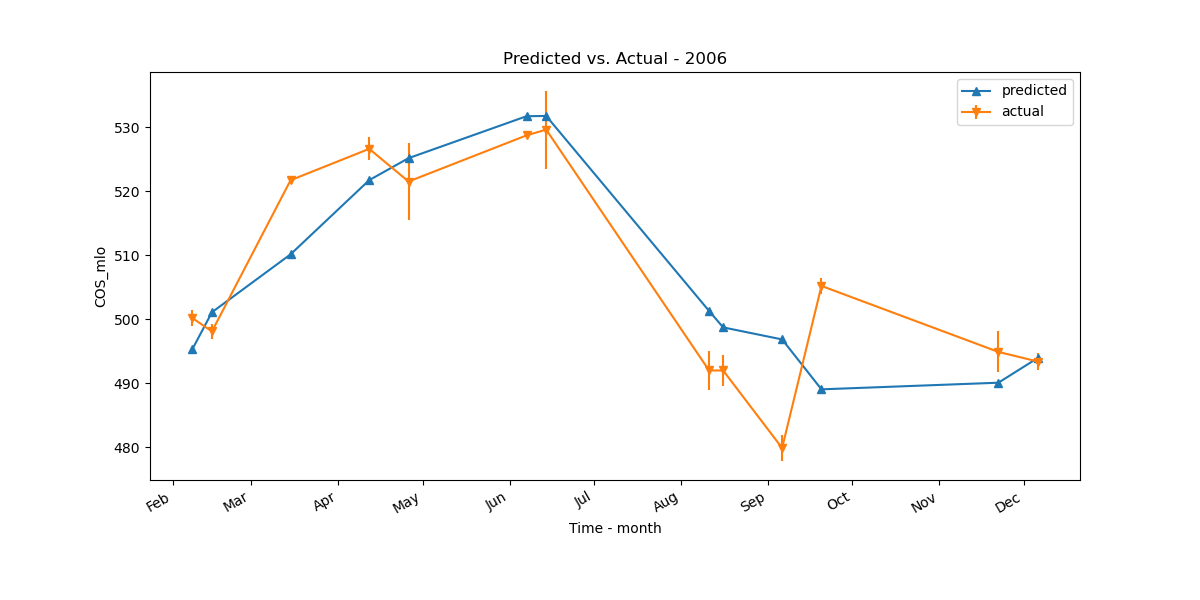 Predicted vs. Actual - 2006
predicted
actual
COS_mlo
530
520
510
500
490
480
Feb
Mar
Apr
May
Jun
Jul
Aug
Sep
Oct
Nov
Dec
Time - month